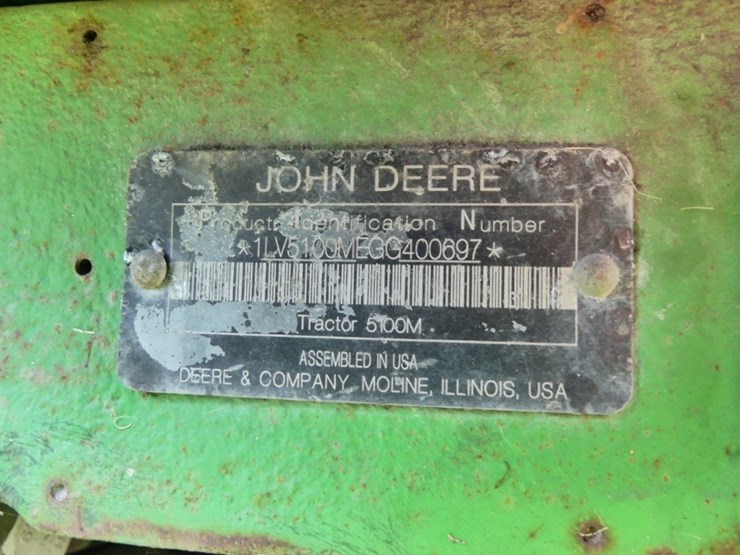 JOHN DEERE
Product Identification Number
*1LV5100MEGG400697*
Tractor 5100M
ASSEMBLED IN USA
DEERE & COMPANY, MOLINE, ILLINOIS, USA